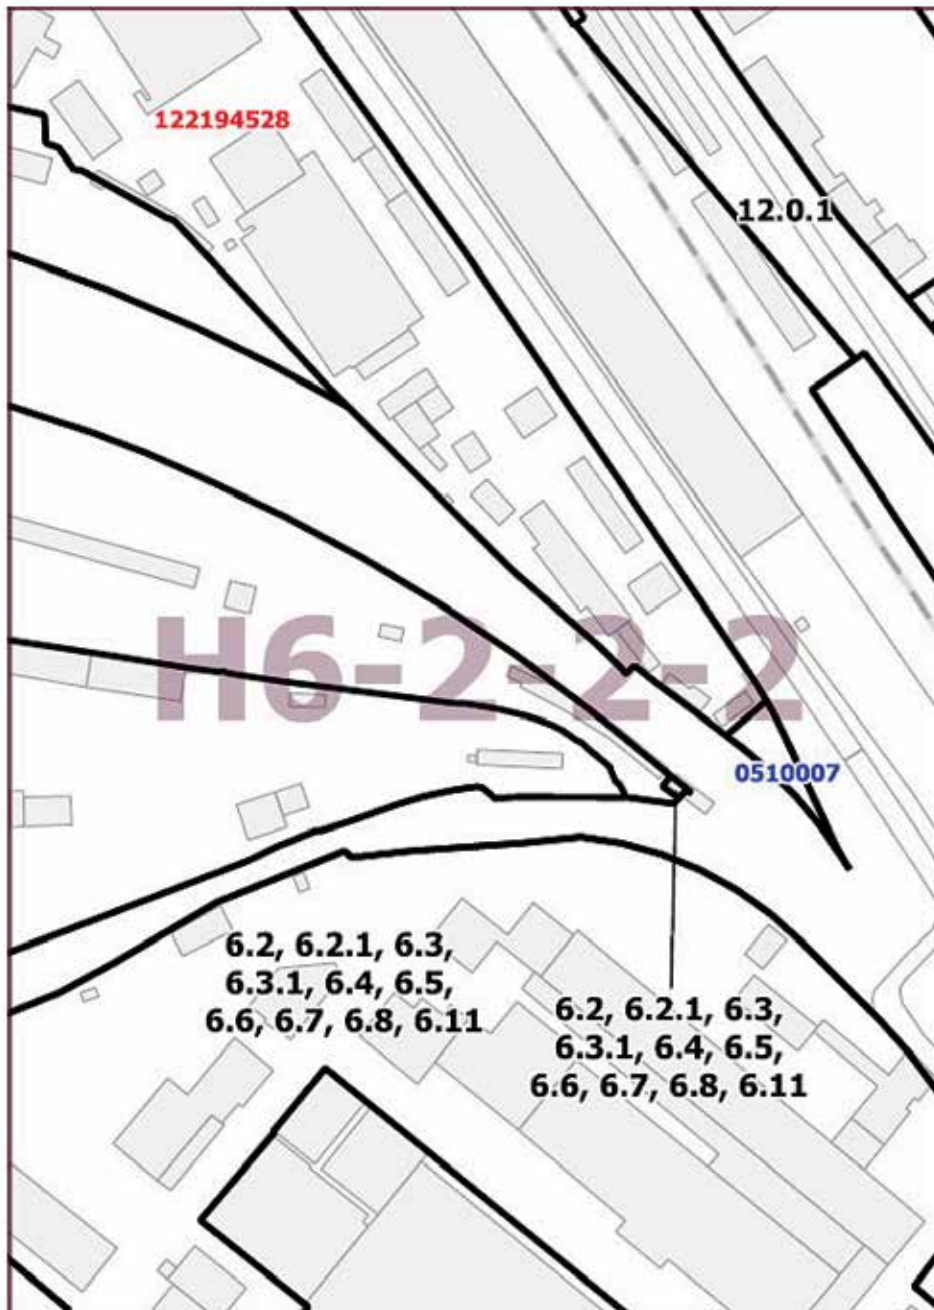 122194528
12.0.1
H6-2-2-2
0510007
6.2, 6.2.1, 6.3,
6.3.1, 6.4, 6.5,
6.6, 6.7, 6.8, 6.11
6.2, 6.2.1, 6.3,
6.3.1, 6.4, 6.5,
6.6, 6.7, 6.8, 6.11